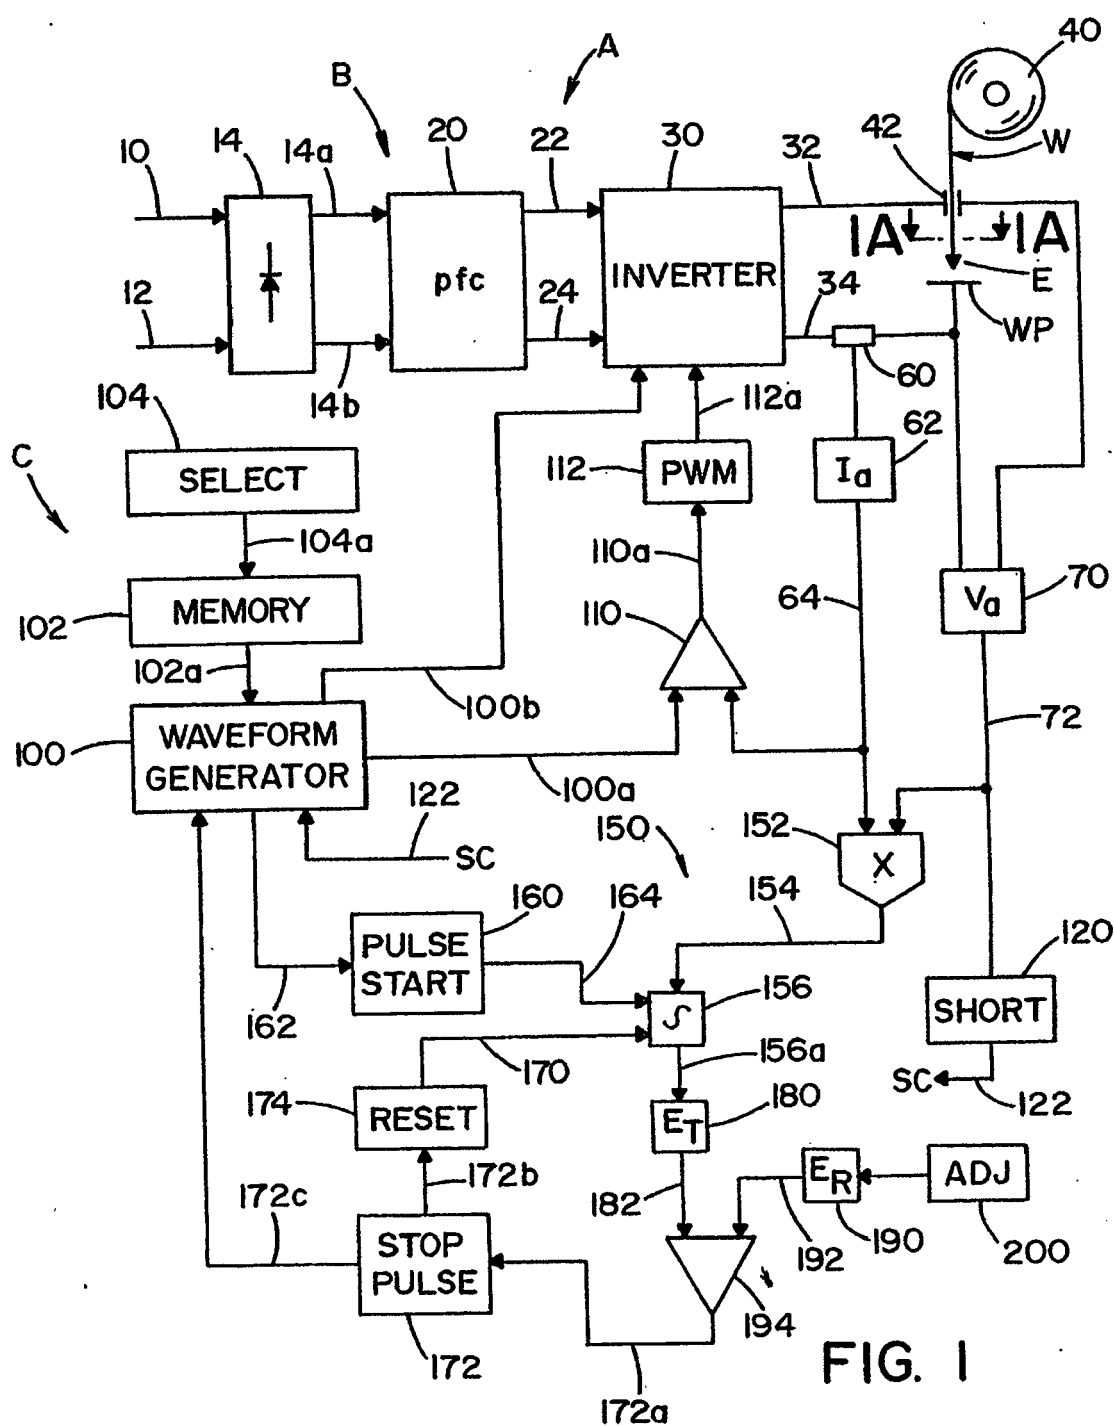 40
A
B
W
10
14
14a
20
22
30
32
42
IA
IA
E
12
pfc
INVERTER
24
34
WP
60
104
14b
112a
62
C
SELECT
112
PWM
Ia
104a
110a
70
MEMORY
64
Va
102
110
102a
100b
72
100
WAVEFORM
GENERATOR
100a
122
150
152
SC
X
160
164
154
120
PULSE
START
156
SHORT
162
∫
156a
170
180
SC
122
174
RESET
ET
172c
172b
182
ER
ADJ
192
190
200
STOP
PULSE
194
172
172a
FIG. 1